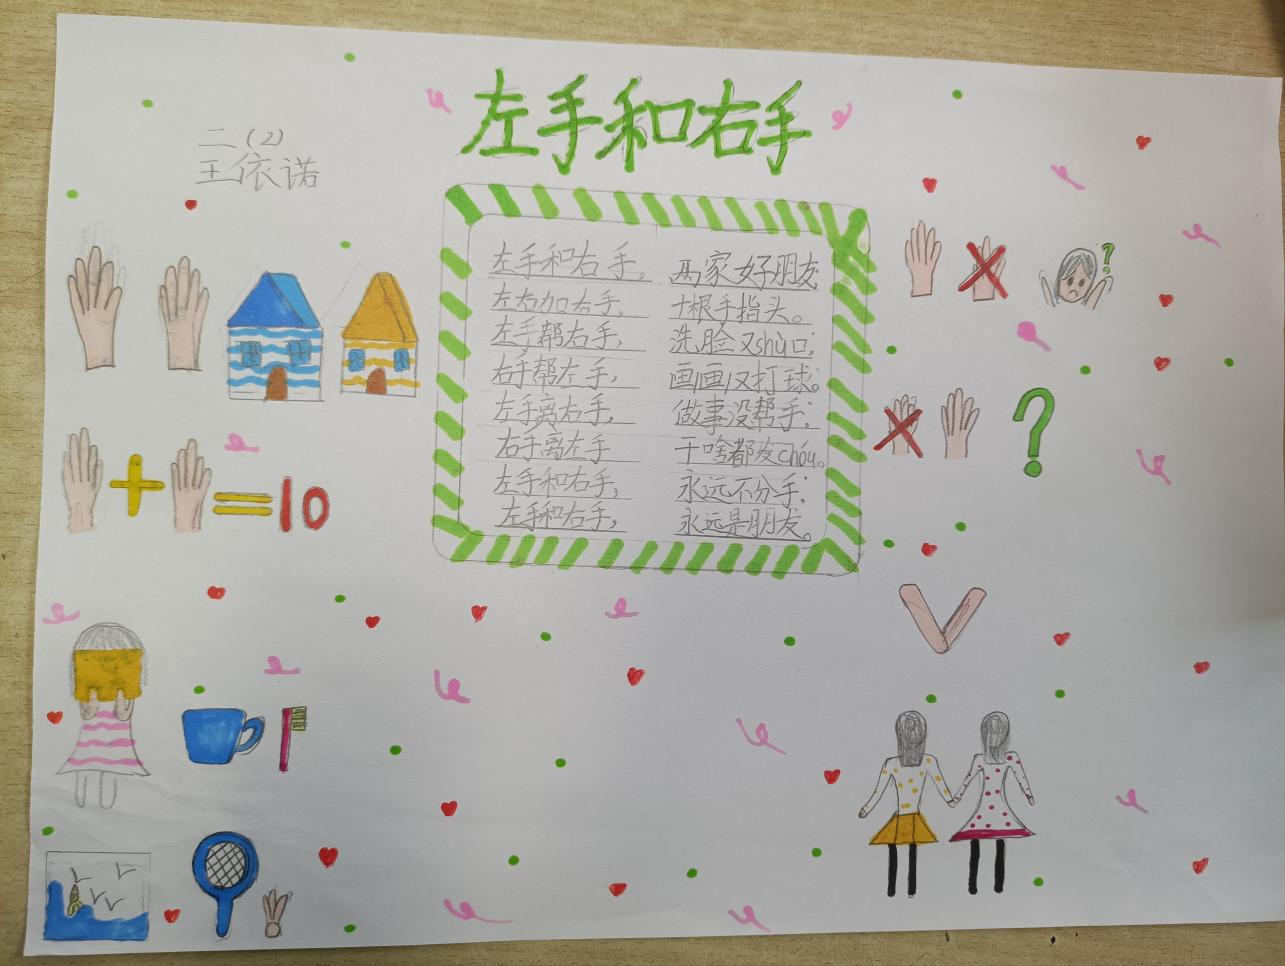 左手和右手
二(2)
王依诺
左手和右手。 两家好朋友
左右加右手, 十根手指头。
左手帮右手, 洗脸又shù口;
右手帮左手, 画画又打球。
左手离右手, 做事没帮手;
右手离左手 干啥都发chóu。
左手和右手, 永远不分手;
左手和右手, 永远是朋友。
?
?
+ = 10